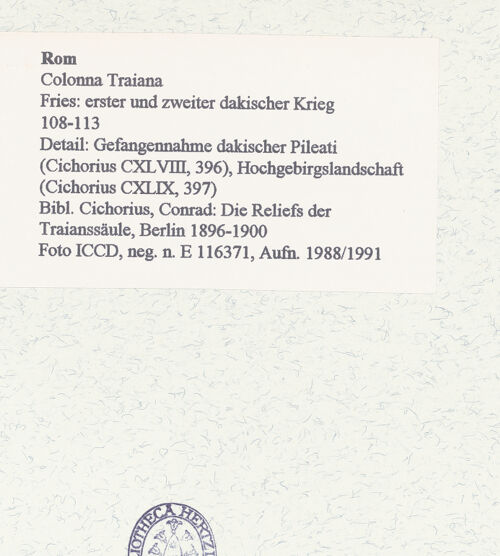 Rom
Colonna Traiana
Fries: erster und zweiter dakischer Krieg
108-113
Detail: Gefangennahme dakischer Pileati
(Cichorius CXLVIII, 396), Hochgebirgslandschaft
(Cichorius CXLIX, 397)
Bibl. Cichorius, Conrad: Die Reliefs der
Traianssäule, Berlin 1896-1900
Foto ICCD, neg. n. E 116371, Aufn. 1988/1991